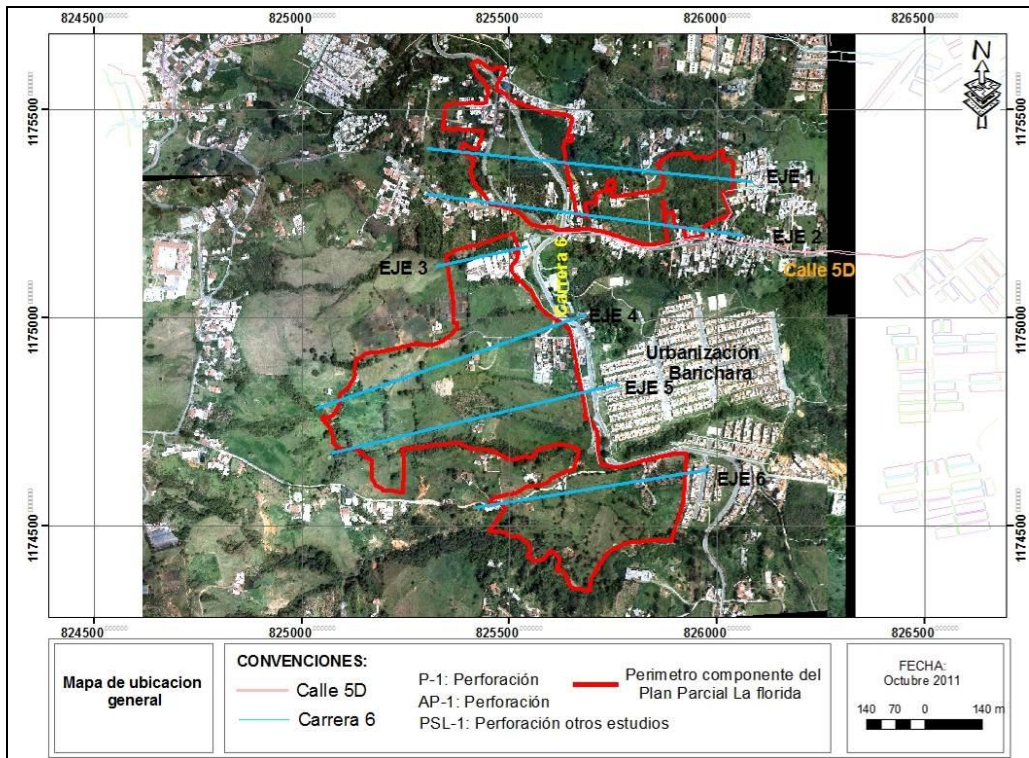 824500 825000 825500 826000 826500
N
1175500
1175500
EJE 1
EJE 2
EJE 3
Carrera 6
Calle 5D
1175000
1175000
EJE 4
Urbanizacion
Barichara
EJE 5
EJE 6
1174500
1174500
824500 825000 825500 826000 826500
Mapa de ubicacion
general
CONVENCIONES:
Calle 5D
Carrera 6
P-1: Perforación
AP-1: Perforación
PSL-1: Perforación otros estudios
Perimetro componente del
Plan Parcial La florida
FECHA:
Octubre 2011
140 70 0 140 m